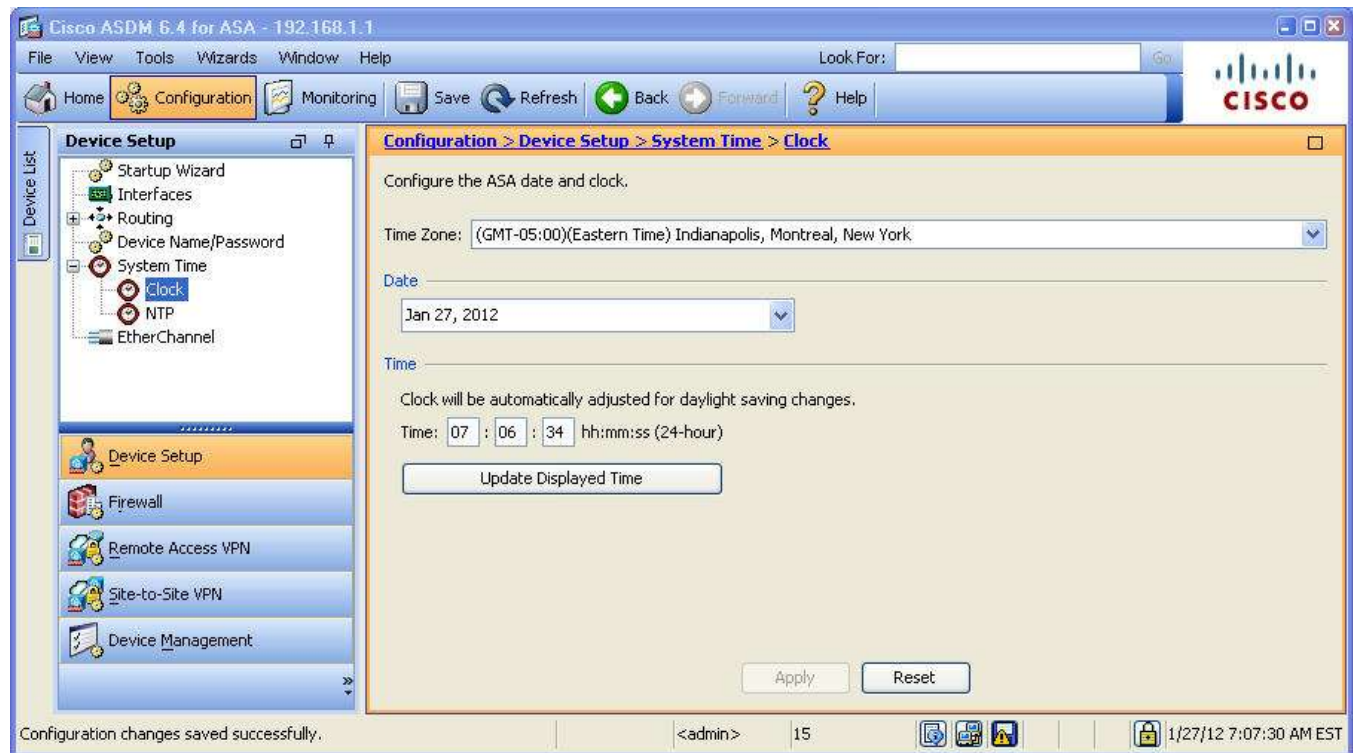 Cisco ASDM 6.4 for ASA - 192.168.1.1
File View Tools Wizards Window Help Look For: Go
Home Configuration Monitoring Save Refresh Back Forward Help
CISCO
Device List
Device Setup
Startup Wizard
Interfaces
Routing
Device Name/Password
System Time
Clock
NTP
EtherChannel
Device Setup
Firewall
Remote Access VPN
Site-to-Site VPN
Device Management
»
Configuration > Device Setup > System Time > Clock
Configure the ASA date and clock.
Time Zone: (GMT-05:00)(Eastern Time) Indianapolis, Montreal, New York
Date
Jan 27, 2012
Time
Clock will be automatically adjusted for daylight saving changes.
Time: 07 : 06 : 34 hh:mm:ss (24-hour)
Update Displayed Time
Apply Reset
Configuration changes saved successfully. <admin> 15 1/27/12 7:07:30 AM EST